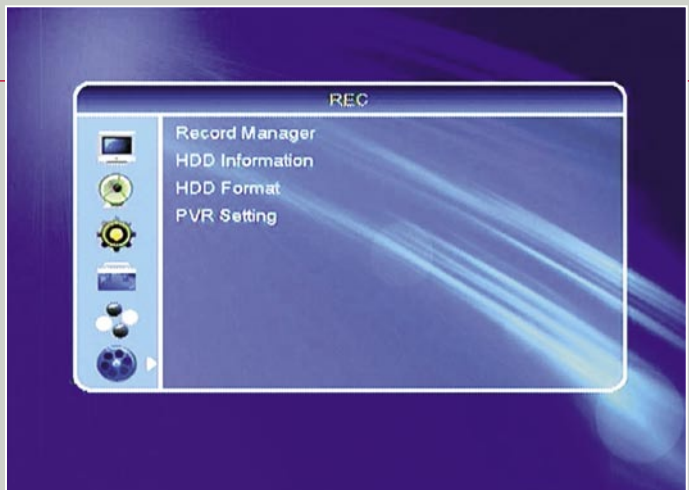 REC
Record Manager
HDD Information
HDD Format
PVR Setting